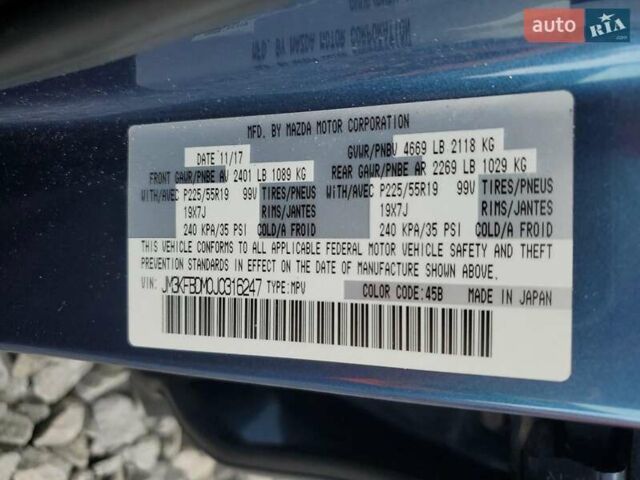 auto RIA
.com
MFG. BY MAZDA MOTOR CORPORATION
DATE 11/17 GVWR/PNBV 4669 LB 2118 KG
FRONT GAWR/PNBE AV 2401 LB 1089 KG REAR GAWR/PNBE AR 2269 LB 1029 KG
WITH/AVEC P225/55R19 99V TIRES/PNEUS WITH/AVEC P225/55R19 99V TIRES/PNEUS
19X7J RIMS/JANTES 19X7J RIMS/JANTES
240 KPA/35 PSI COLD/A FROID 240 KPA/35 PSI COLD/A FROID
THIS VEHICLE CONFORMS TO ALL APPLICABLE FEDERAL MOTOR VEHICLE SAFETY AND THEFT
PREVENTION STANDARDS IN EFFECT ON THE DATE OF MANUFACTURE SHOWN ABOVE.
VIN: JM3KFBDM0J0316247 TYPE:MPV COLOR CODE:45B MADE IN JAPAN